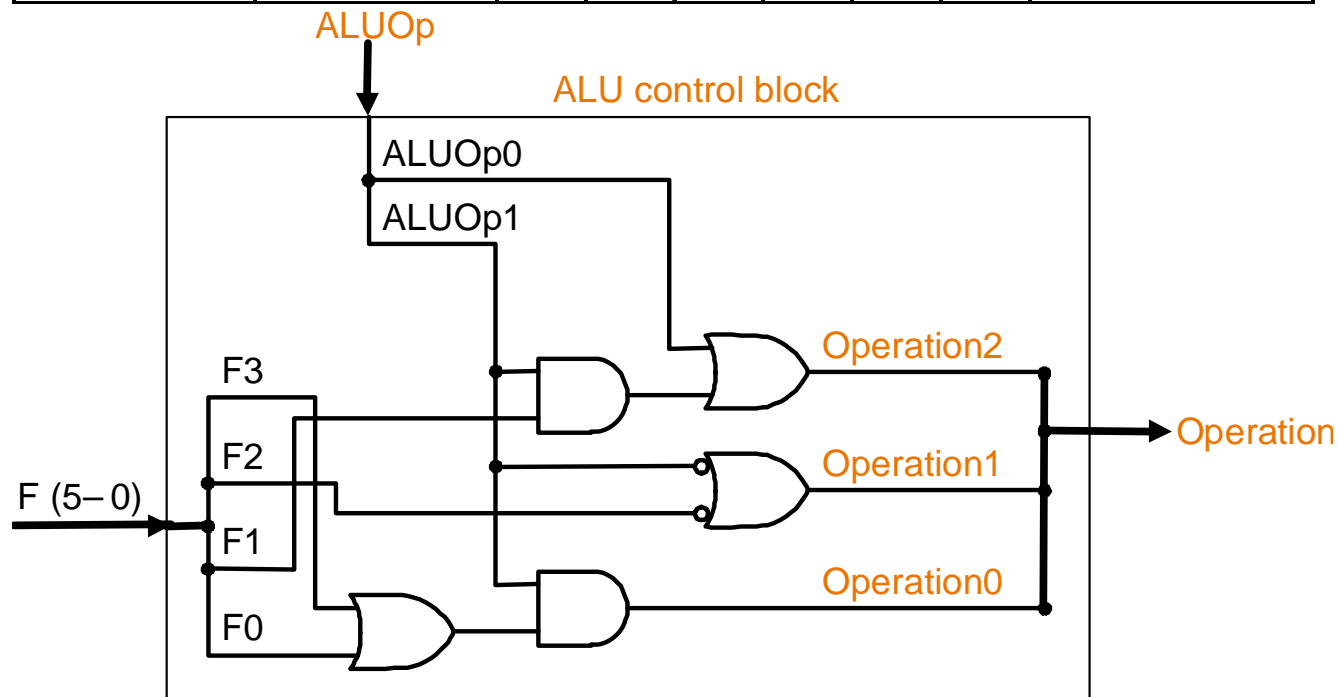 ALUOp
ALU control block
ALUOp0
ALUOp1
Operation2
F3
Operation
F2
Operation1
F (5–0)
F1
Operation0
F0